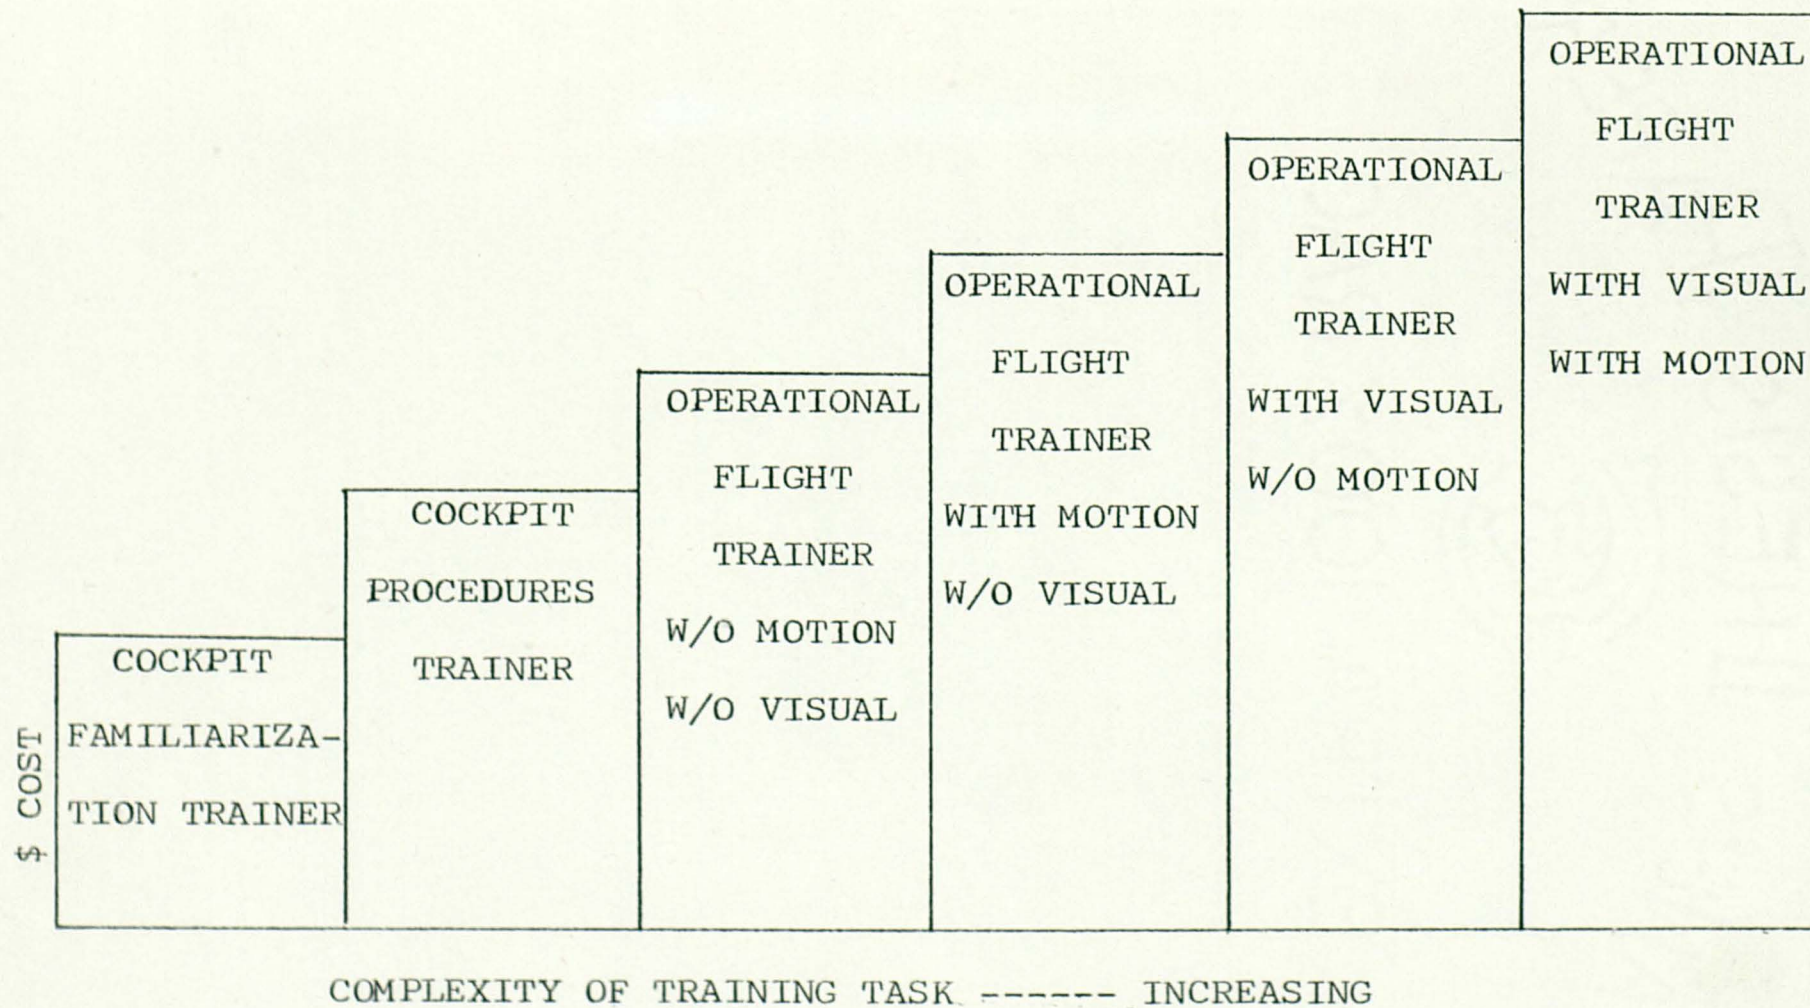 $ COST
COCKPIT
FAMILIARIZA-
TION TRAINER
COCKPIT
PROCEDURES
TRAINER
OPERATIONAL
FLIGHT
TRAINER
W/O MOTION
W/O VISUAL
OPERATIONAL
FLIGHT
TRAINER
WITH MOTION
W/O VISUAL
OPERATIONAL
FLIGHT
TRAINER
WITH VISUAL
W/O MOTION
OPERATIONAL
FLIGHT
TRAINER
WITH VISUAL
WITH MOTION
COMPLEXITY OF TRAINING TASK ------ INCREASING